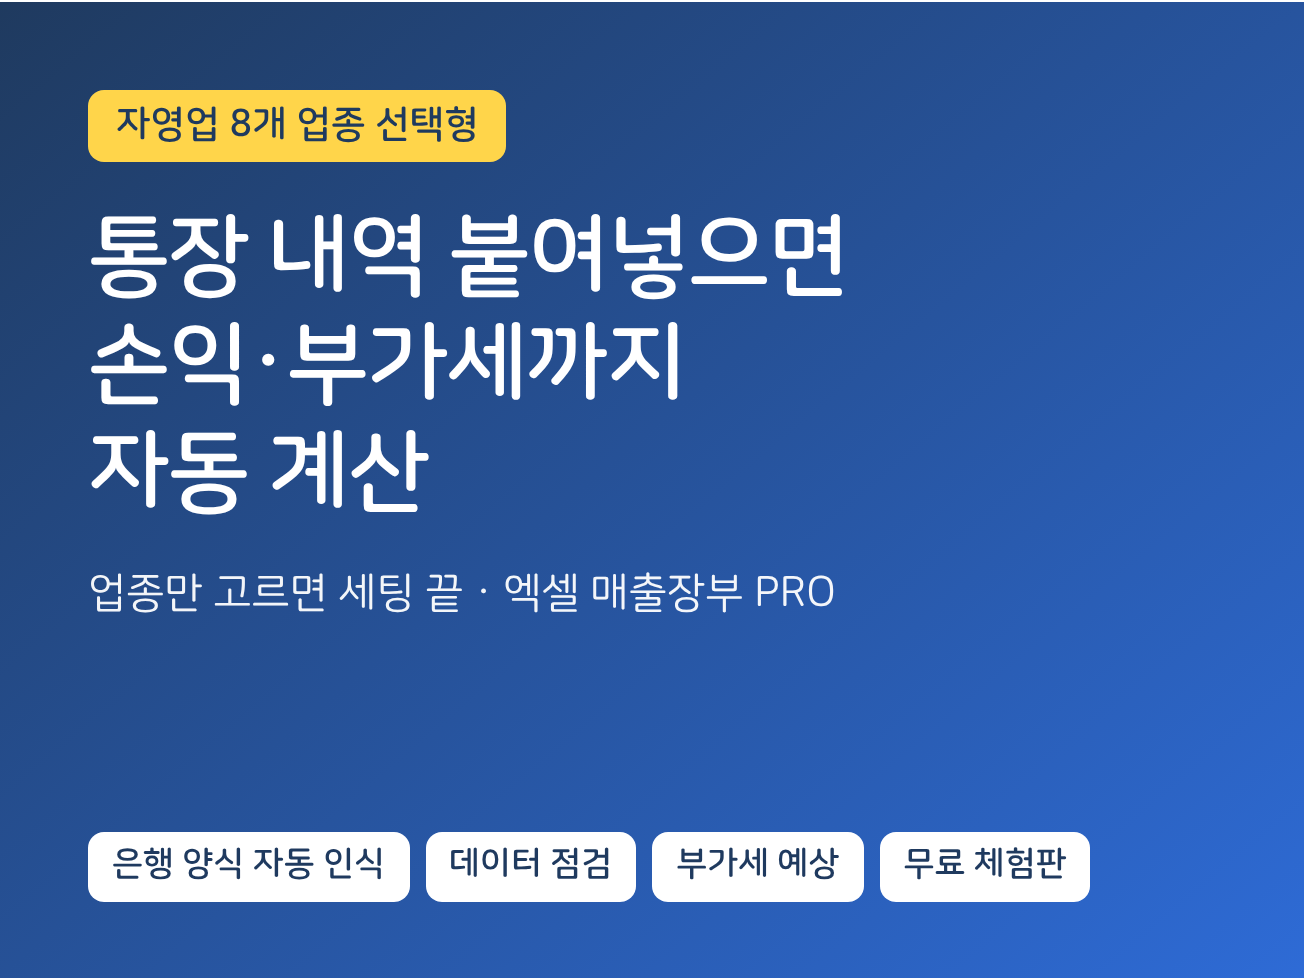 자영업 8개 업종 선택형
통장 내역 붙여넣으면
손익·부가세까지
자동 계산
업종만 고르면 세팅 끝 · 엑셀 매출장부 PRO
은행 양식 자동 인식
데이터 점검
부가세 예상
무료 체험판